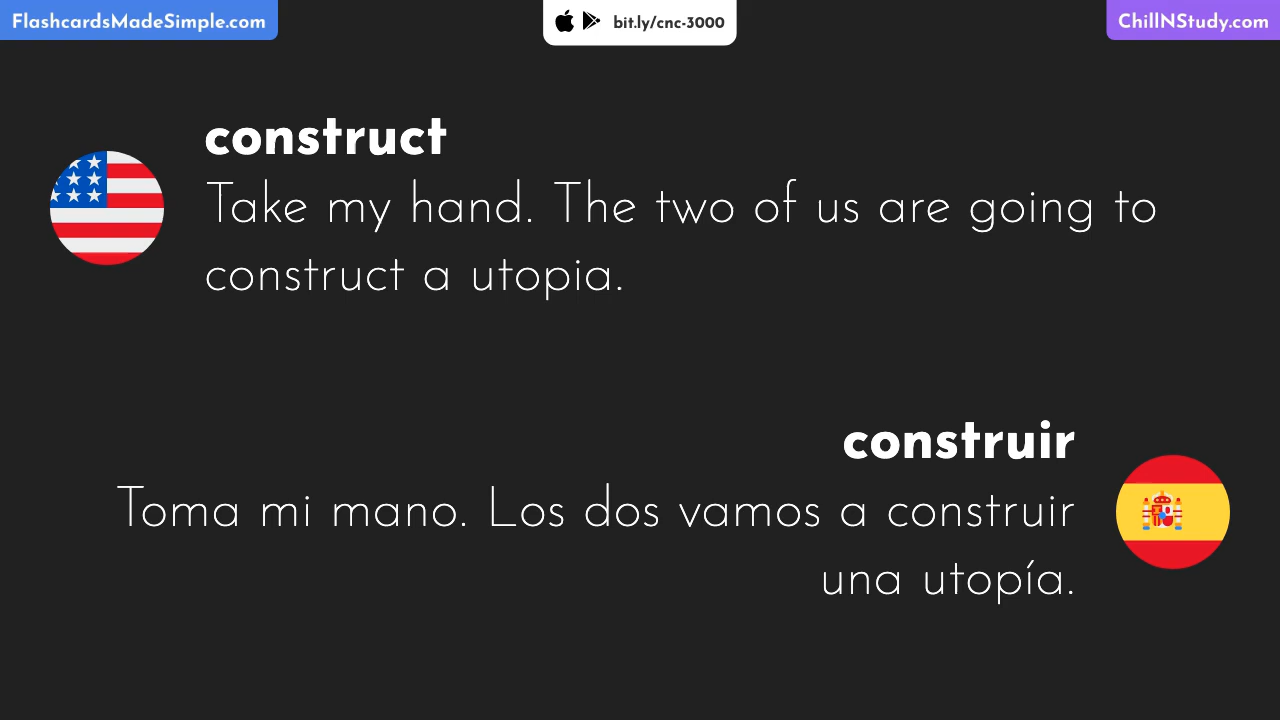 FlashcardsMadeSimple.com
bit.ly/cnc-3000
ChillNStudy.com
construct
Take my hand. The two of us are going to
construct a utopia.
construir
Toma mi mano. Los dos vamos a construir
una utopía.